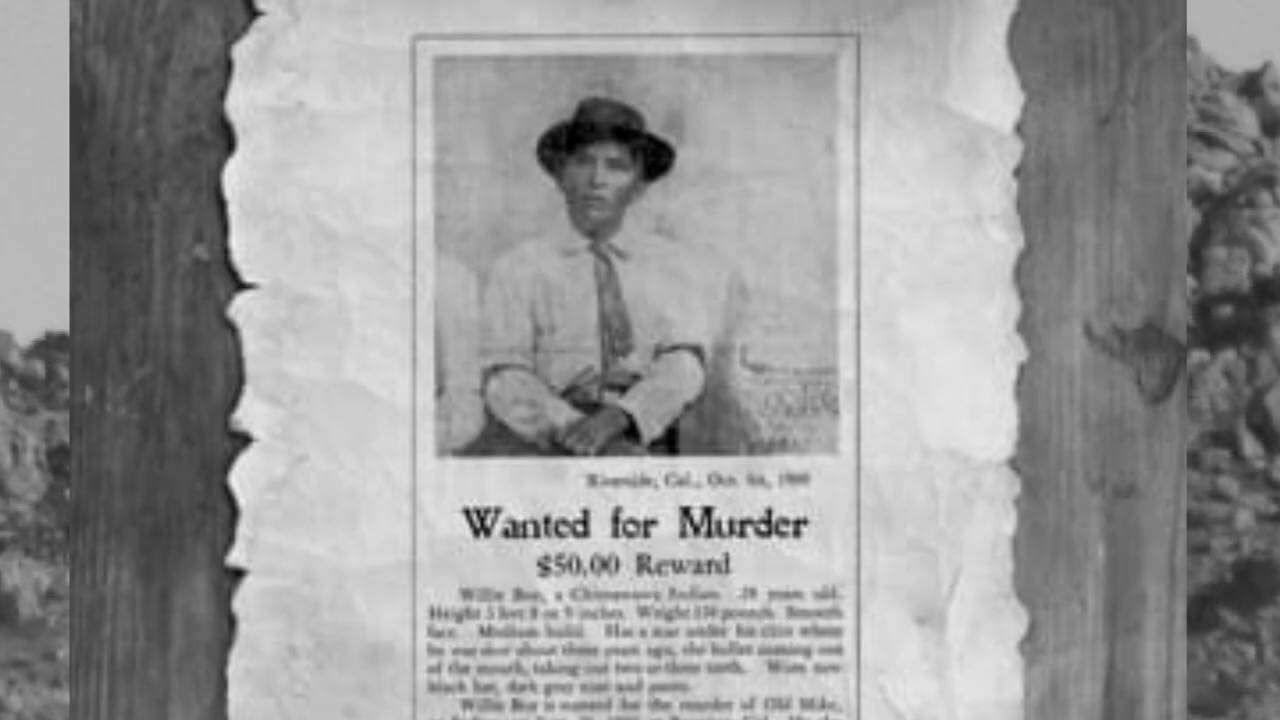 Riverside, Cal., Oct. 1909
Wanted for Murder
$50.00 Reward
Willie Boy, a Chimawava Indian. 28 years old.
Height 5 feet 8 or 9 inches. Weight 150 pounds. Smooth
face. Medium build. Has a scar under his chin where
he was shot about three years ago, the bullet coming out
of the mouth, taking out two or three teeth. Wore new
black hat, dark grey coat and pants.
Willie Boy is wanted for the murder of Old Mike,